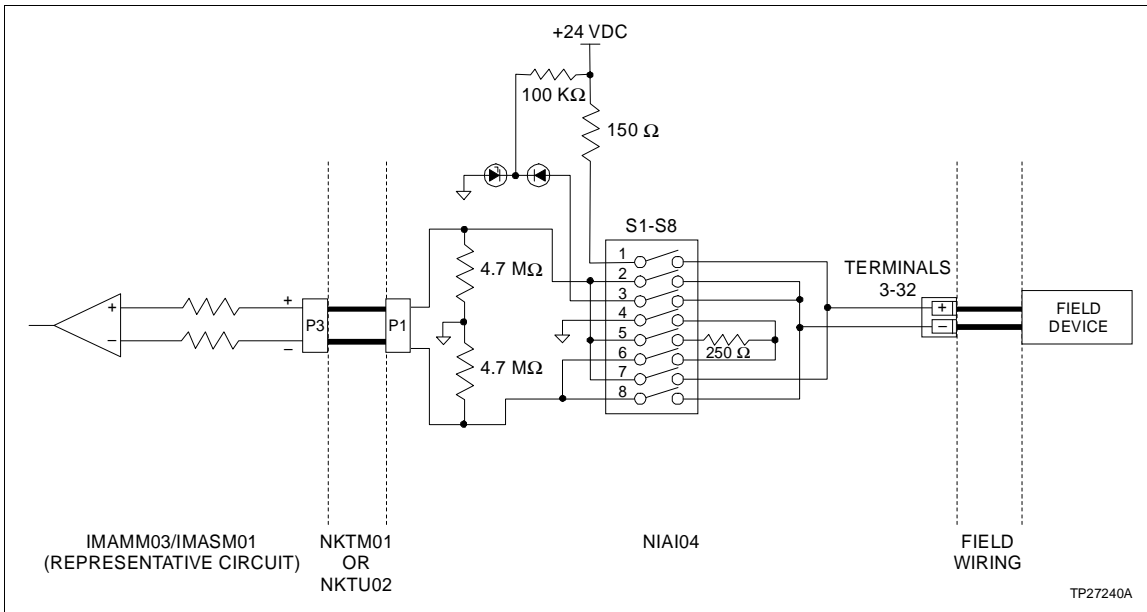 +24 VDC
100 KΩ
150 Ω
S1-S8
1
2
3
4
5
6
7
8
4.7 MΩ
4.7 MΩ
250 Ω
TERMINALS
3-32
+
−
FIELD
DEVICE
+
−
+
−
P3
P1
IMAMM03/IMASM01
(REPRESENTATIVE CIRCUIT)
NKTM01
OR
NKTU02
NIAI04
FIELD
WIRING
TP27240A